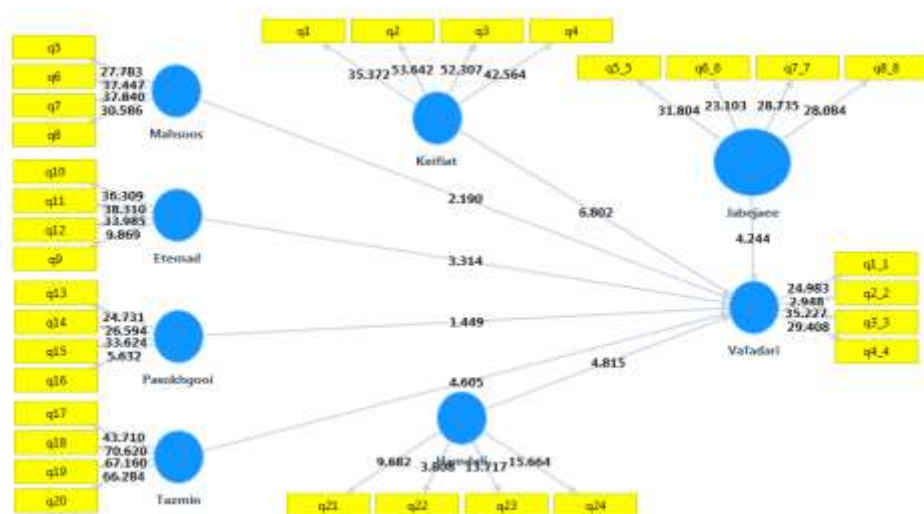 q1
q2
q3
q4
35.372
53.642
52.307
42.564
Keifiat
q5_5
q6_6
q7_7
q8_8
31.804
23.103
28.735
28.084
Jabejaee
q6
q7
q8
27.783
37.840
30.586
Mahsoos
q10
q11
q12
q9
36.309
38.310
33.985
9.869
Etemad
q13
q14
q15
q16
24.731
26.594
33.624
5.632
Pasokhgooi
q17
q18
q19
q20
43.710
70.620
67.160
66.284
Tazmin
2.190
6.802
4.244
3.314
1.449
4.605
4.815
q1_1
q2_2
q3_3
q4_4
24.983
2.948
35.227
29.408
Vafadari
9.682
13.717
15.664
q21
q22
q23
q24